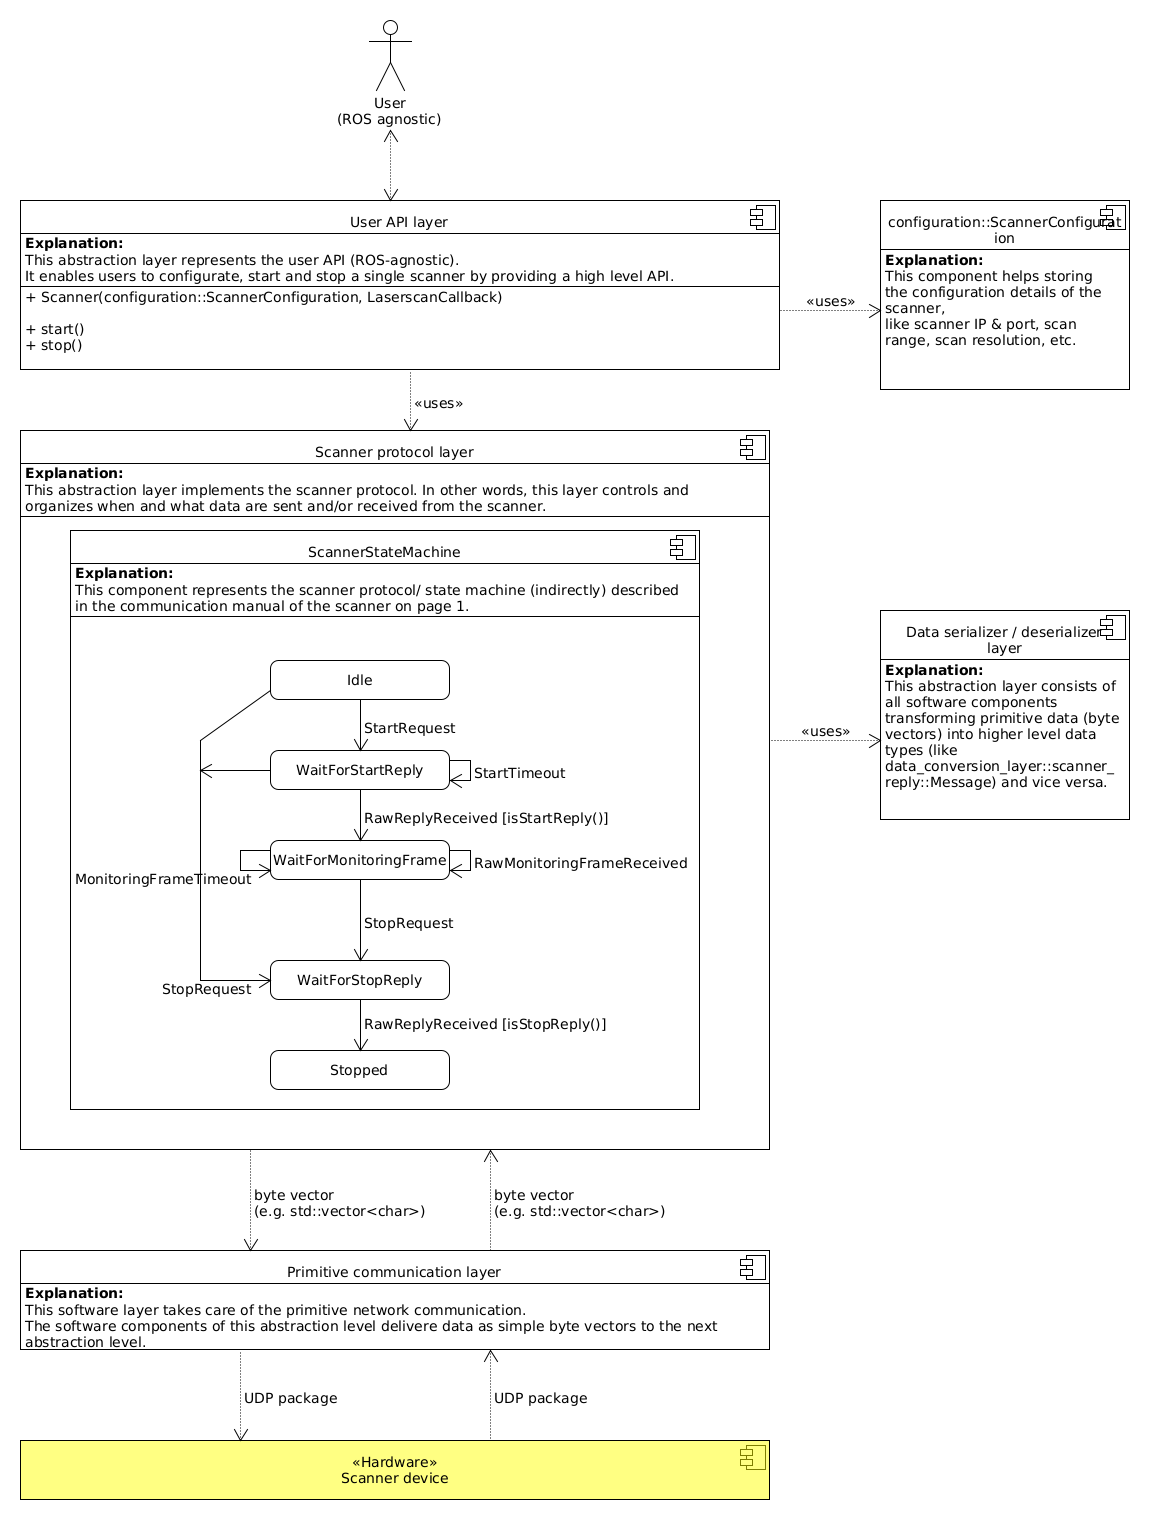 User
(ROS agnostic)
User API layer
Explanation:
This abstraction layer represents the user API (ROS-agnostic).
It enables users to configurate, start and stop a single scanner by providing a high level API.
+ Scanner(configuration::ScannerConfiguration, LaserscanCallback)
+ start()
+ stop()
«uses»
configuration::ScannerConfigurat
ion
Explanation:
This component helps storing
the configuration details of the
scanner,
like scanner IP & port, scan
range, scan resolution, etc.
«uses»
Scanner protocol layer
Explanation:
This abstraction layer implements the scanner protocol. In other words, this layer controls and
organizes when and what data are sent and/or received from the scanner.
ScannerStateMachine
Explanation:
This component represents the scanner protocol/ state machine (indirectly) described
in the communication manual of the scanner on page 1.
Idle
StartRequest
WaitForStartReply
StartTimeout
RawReplyReceived [isStartReply()]
WaitForMonitoringFrame
RawMonitoringFrameReceived
MonitoringFrameTimeout
StopRequest
WaitForStopReply
StopRequest
RawReplyReceived [isStopReply()]
Stopped
«uses»
Data serializer / deserializer
layer
Explanation:
This abstraction layer consists of
all software components
transforming primitive data (byte
vectors) into higher level data
types (like
data_conversion_layer::scanner_
reply::Message) and vice versa.
byte vector
(e.g. std::vector<char>)
byte vector
(e.g. std::vector<char>)
Primitive communication layer
Explanation:
This software layer takes care of the primitive network communication.
The software components of this abstraction level delivere data as simple byte vectors to the next
abstraction level.
UDP package
UDP package
«Hardware»
Scanner device